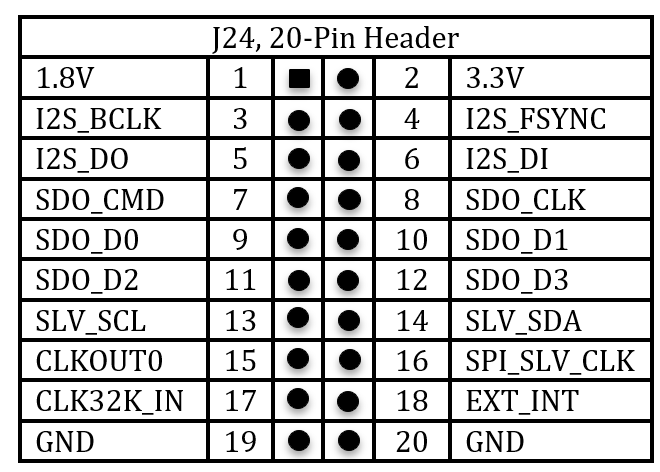 J24, 20-Pin Header
1.8V 1 2 3.3V
I2S_BCLK 3 4 I2S_FSYNC
I2S_DO 5 6 I2S_DI
SDO_CMD 7 8 SDO_CLK
SDO_D0 9 10 SDO_D1
SDO_D2 11 12 SDO_D3
SLV_SCL 13 14 SLV_SDA
CLKOUT0 15 16 SPI_SLV_CLK
CLK32K_IN 17 18 EXT_INT
GND 19 20 GND